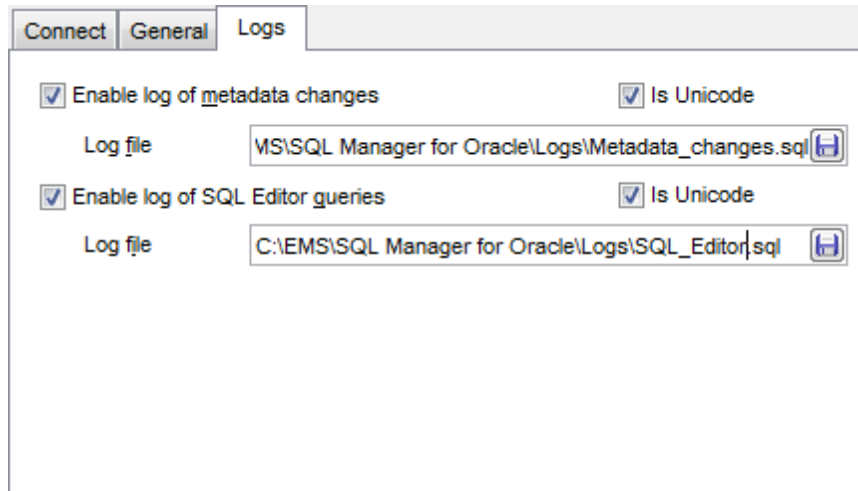 Connect General Logs
Enable log of metadata changes Is Unicode
Log file MS\SQL Manager for Oracle\Logs\Metadata_changes.sql
Enable log of SQL Editor queries Is Unicode
Log file C:\EMS\SQL Manager for Oracle\Logs\SQL_Editor.sql